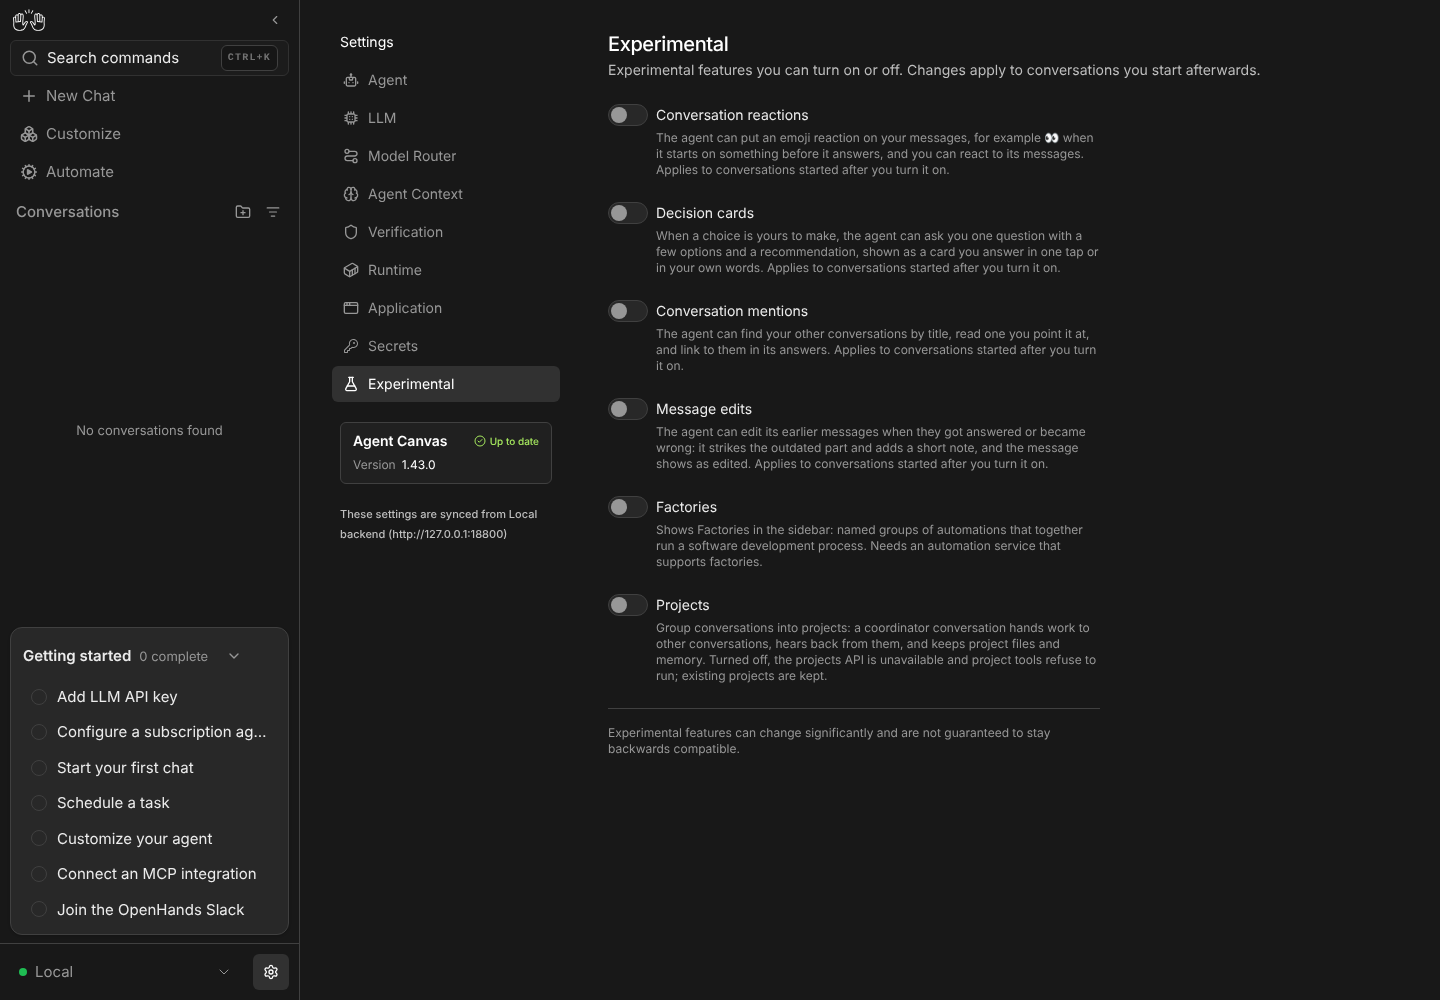 Search commands
CTRL+K
New Chat
Customize
Automate
Conversations
No conversations found
Getting started 0 complete
Add LLM API key
Configure a subscription ag...
Start your first chat
Schedule a task
Customize your agent
Connect an MCP integration
Join the OpenHands Slack
Local
Settings
Agent
LLM
Model Router
Agent Context
Verification
Runtime
Application
Secrets
Experimental
Agent Canvas
Up to date
Version 1.43.0
These settings are synced from Local
backend (http://127.0.0.1:18800)
Experimental
Experimental features you can turn on or off. Changes apply to conversations you start afterwards.
Conversation reactions
The agent can put an emoji reaction on your messages, for example 👀 when
it starts on something before it answers, and you can react to its messages.
Applies to conversations started after you turn it on.
Decision cards
When a choice is yours to make, the agent can ask you one question with a
few options and a recommendation, shown as a card you answer in one tap or
in your own words. Applies to conversations started after you turn it on.
Conversation mentions
The agent can find your other conversations by title, read one you point it at,
and link to them in its answers. Applies to conversations started after you turn
it on.
Message edits
The agent can edit its earlier messages when they got answered or became
wrong: it strikes the outdated part and adds a short note, and the message
shows as edited. Applies to conversations started after you turn it on.
Factories
Shows Factories in the sidebar: named groups of automations that together
run a software development process. Needs an automation service that
supports factories.
Projects
Group conversations into projects: a coordinator conversation hands work to
other conversations, hears back from them, and keeps project files and
memory. Turned off, the projects API is unavailable and project tools refuse to
run; existing projects are kept.
Experimental features can change significantly and are not guaranteed to stay
backwards compatible.